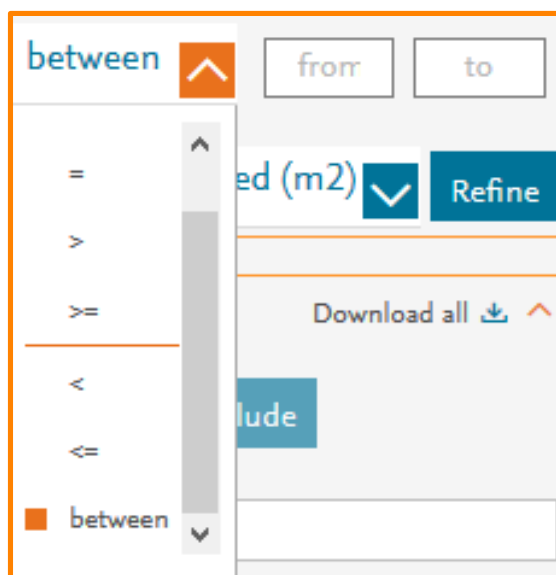 between from to
=
ed (m2) Refine
>
>=
Download all
<
lude
<=
between